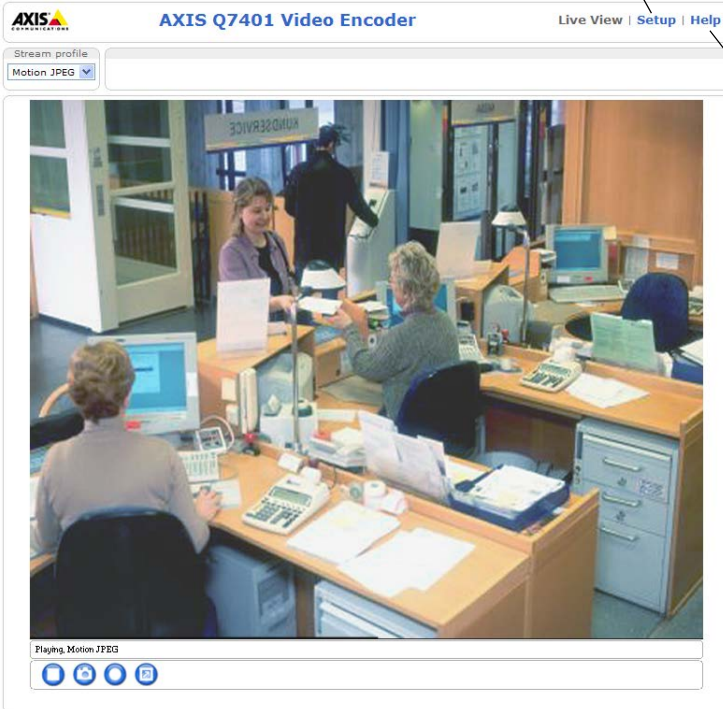 AXIS
COMMUNICATIONS
AXIS Q7401 Video Encoder
Live View | Setup | Help
Stream profile
Motion JPEG
KUNDSERVICE
Playing, Motion JPEG